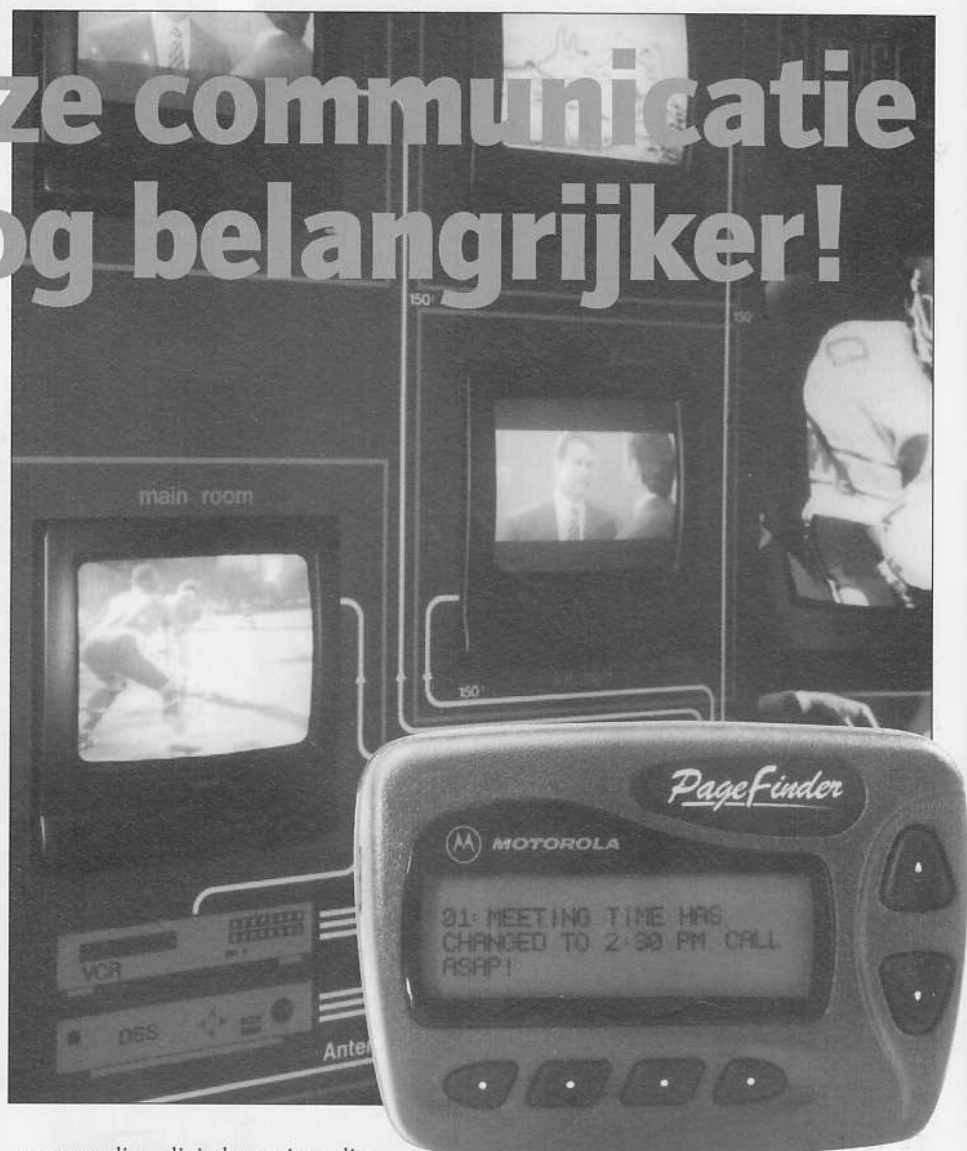 ze communicatie
og belangrijker!
150'
150'
main room
150'
PageFinder
MOTOROLA
01: MEETING TIME HAS
CHANGED TO 2:30 PM. CALL
ASAP!
VCR
DSS
Anter